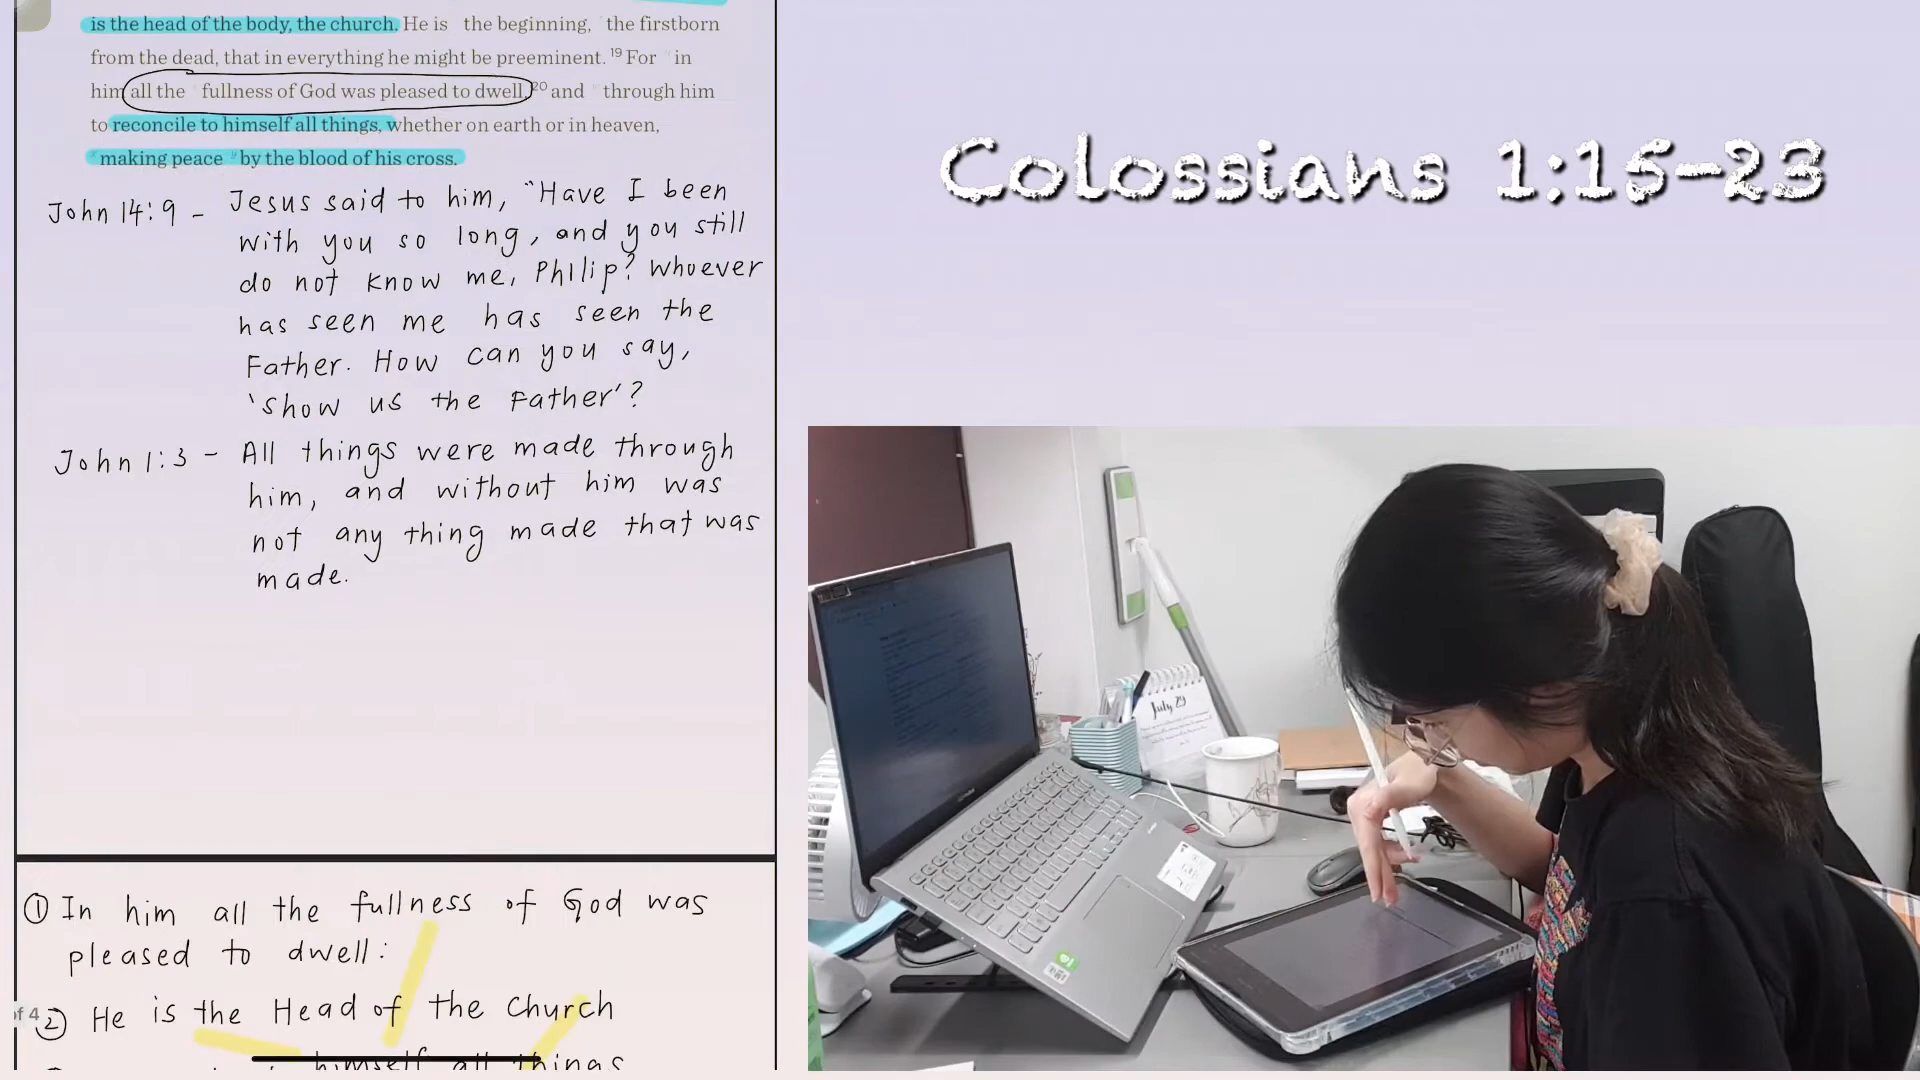 is the head of the body, the church. He is the beginning, the firstborn
from the dead, that in everything he might be preeminent. 19 For in
him all the fullness of God was pleased to dwell, 20 and through him
to reconcile to himself all things, whether on earth or in heaven,
making peace by the blood of his cross.
John 14:9 - Jesus said to him, "Have I been
with you so long, and you still
do not know me, Philip? Whoever
has seen me has seen the
Father. How can you say,
'show us the Father'?
John 1:3 - All things were made through
him, and without him was
not any thing made that was
made.
① In him all the fullness of God was
pleased to dwell:
of 4
② He is the Head of the Church
himself all things
Colossians 1:15-23
July 29